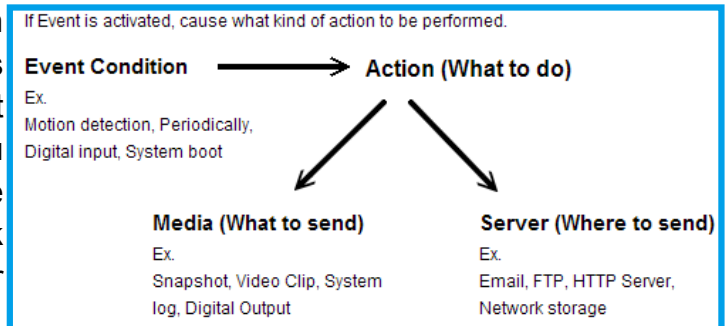 If Event is activated, cause what kind of action to be performed.
Event Condition
Action (What to do)
Ex.
Motion detection, Periodically,
Digital input, System boot
Media (What to send)
Ex.
Snapshot, Video Clip, System
log, Digital Output
Server (Where to send)
Ex.
Email, FTP, HTTP Server,
Network storage